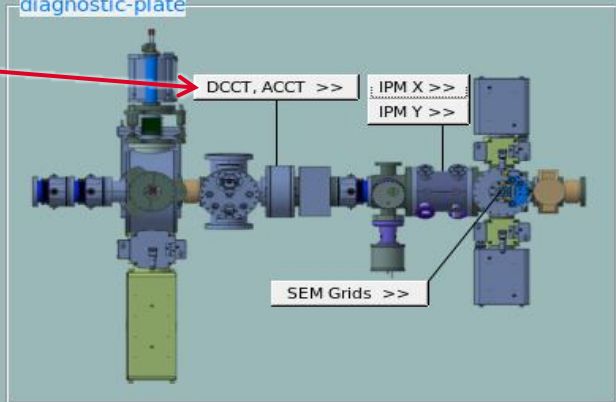 diagnostic-plate
DCCT, ACCT >>
IPM X >>
IPM Y >>
SEM Grids >>